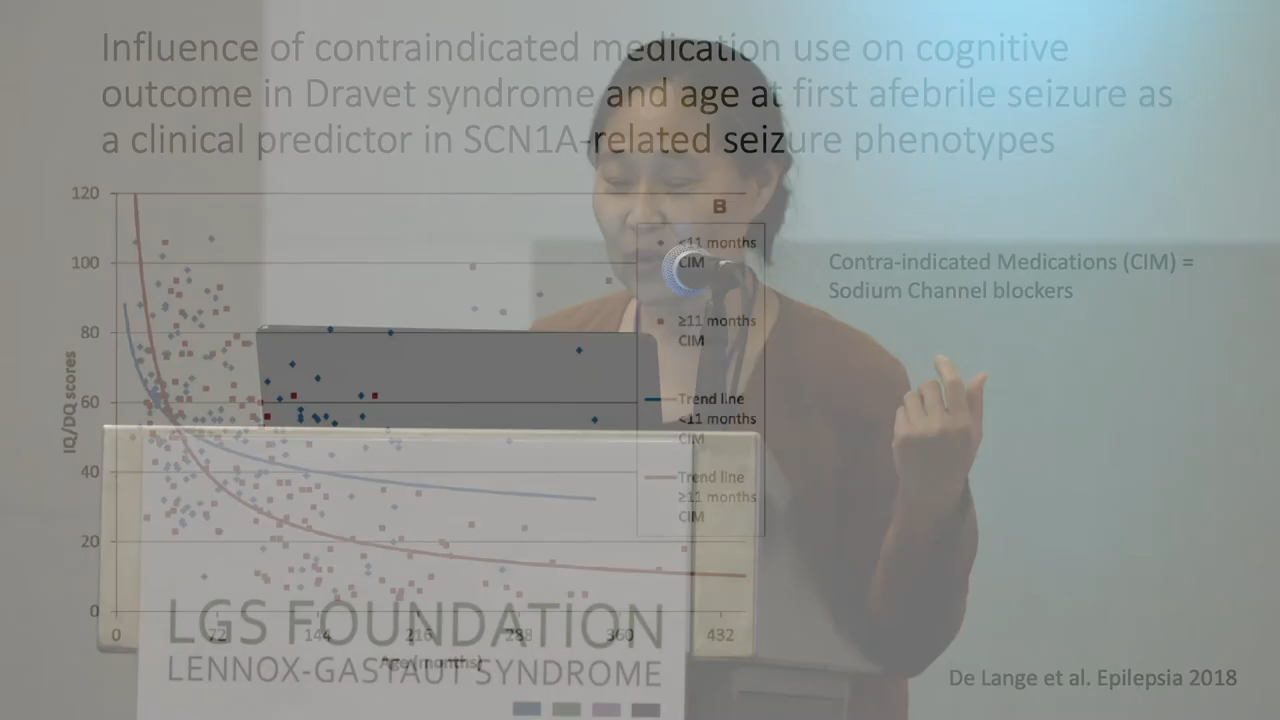 Influence of contraindicated medication use on cognitive
outcome in Dravet syndrome and age at first afebrile seizure as
a clinical predictor in SCN1A-related seizure phenotypes
120
B
<11 months
CIM
100
Contra-indicated Medications (CIM) =
Sodium Channel blockers
≥11 months
CIM
80
IQ/DQ scores
60
Trend line
<11 months
CIM
40
Trend line
≥11 months
CIM
20
0
0 72 144 216 288 360 432
Age (months)
LGS FOUNDATION
LENNOX-GASTAUT SYNDROME
De Lange et al. Epilepsia 2018